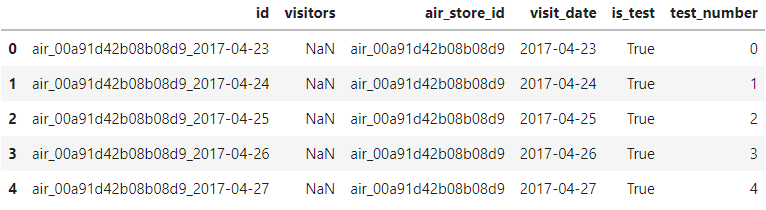 id visitors air_store_id visit_date is_test test_number
0 air_00a91d42b08b08d9_2017-04-23 NaN air_00a91d42b08b08d9 2017-04-23 True 0
1 air_00a91d42b08b08d9_2017-04-24 NaN air_00a91d42b08b08d9 2017-04-24 True 1
2 air_00a91d42b08b08d9_2017-04-25 NaN air_00a91d42b08b08d9 2017-04-25 True 2
3 air_00a91d42b08b08d9_2017-04-26 NaN air_00a91d42b08b08d9 2017-04-26 True 3
4 air_00a91d42b08b08d9_2017-04-27 NaN air_00a91d42b08b08d9 2017-04-27 True 4